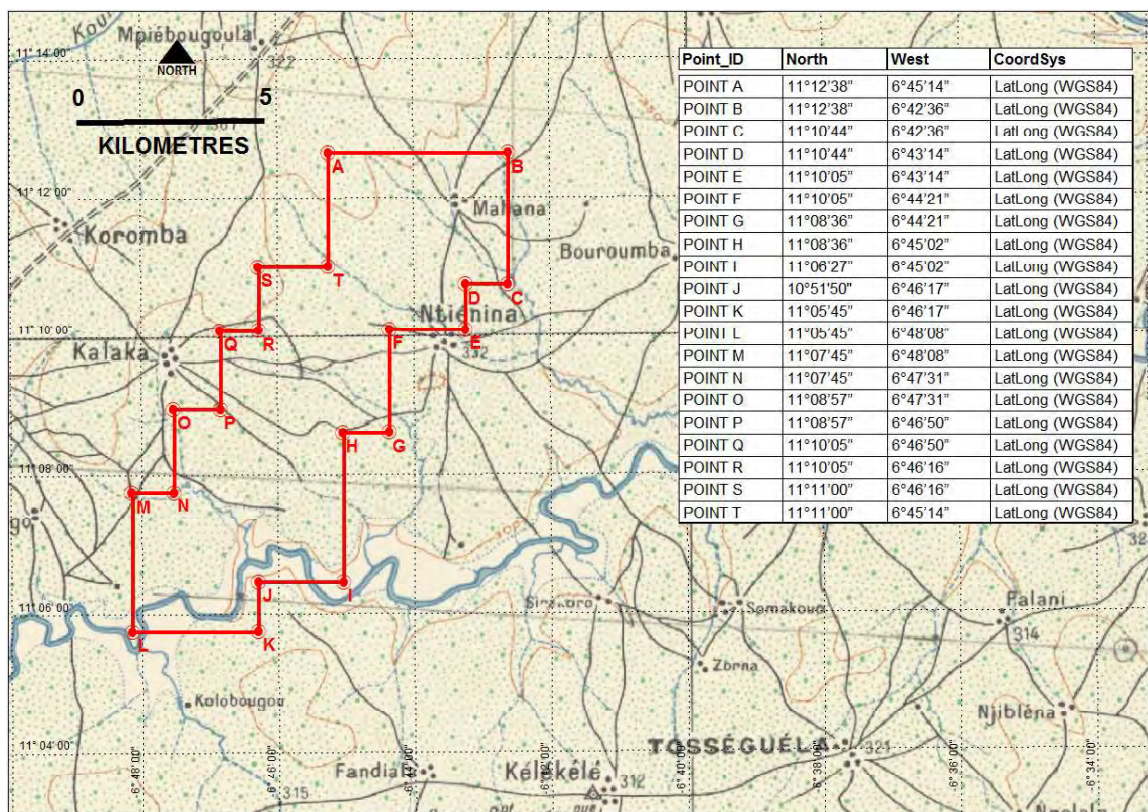 Mpiébougoula
11°14'00"
NORTH
322
0 5
KILOMETRES
Point_ID North West CoordSys
POINT A 11°12'38" 6°45'14" LatLong (WGS84)
POINT B 11°12'38" 6°42'36" LatLong (WGS84)
POINT C 11°10'44" 6°42'36" LatLong (WGS84)
POINT D 11°10'44" 6°43'14" LatLong (WGS84)
POINT E 11°10'05" 6°43'14" LatLong (WGS84)
POINT F 11°10'05" 6°44'21" LatLong (WGS84)
POINT G 11°08'36" 6°44'21" LatLong (WGS84)
POINT H 11°08'36" 6°45'02" LatLong (WGS84)
POINT I 11°06'27" 6°45'02" LatLong (WGS84)
POINT J 10°51'50" 6°46'17" LatLong (WGS84)
POINT K 11°05'45" 6°46'17" LatLong (WGS84)
POINT L 11°05'45" 6°48'08" LatLong (WGS84)
POINT M 11°07'45" 6°48'08" LatLong (WGS84)
POINT N 11°07'45" 6°47'31" LatLong (WGS84)
POINT O 11°08'57" 6°47'31" LatLong (WGS84)
POINT P 11°08'57" 6°46'50" LatLong (WGS84)
POINT Q 11°10'05" 6°46'50" LatLong (WGS84)
POINT R 11°10'05" 6°46'16" LatLong (WGS84)
POINT S 11°11'00" 6°46'16" LatLong (WGS84)
POINT T 11°11'00" 6°45'14" LatLong (WGS84)
A
B
11°12'00"
Mahana
Koromba
Bouroumba
S
T
D
C
Ntiénina
11°10'00"
Q
R
F
E
332
Kalaka
O
P
H
G
11°08'00"
M
N
J
I
11°06'00"
L
K
Somakoua
Falani
314
Zorna
Kolobougou
Njibléna
11°04'00"
TOSSÉGUÉLA
321
Fandiala
Kélékélé
312
315
-6°48'00"
-6°46'00"
-6°42'00"
-6°40'00"
-6°38'00"
-6°36'00"
-6°34'00"